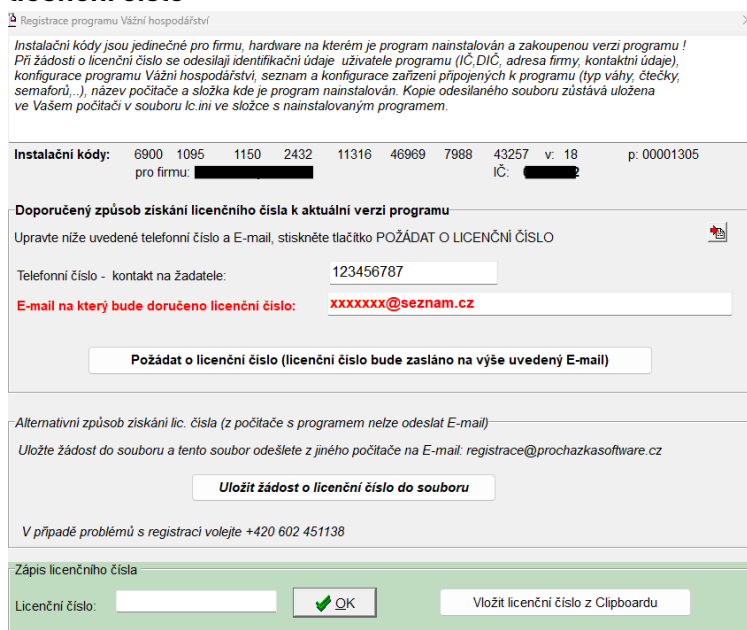 Registrace programu Vážní hospodářství
Instalační kódy jsou jedinečné pro firmu, hardware na kterém je program nainstalován a zakoupenou verzi programu !
Při žádosti o licenční číslo se odesílají identifikační údaje uživatele programu (IČ,DIČ, adresa firmy, kontaktní údaje),
konfigurace programu Vážní hospodářství, seznam a konfigurace zařízení připojených k programu (typ váhy, čtečky,
semaforů,..), název počítače a složka kde je program nainstalován. Kopie odesílaného souboru zůstává uložena
ve Vašem počítači v souboru lc.ini ve složce s nainstalovaným programem.
Instalační kódy: 6900 1095 1150 2432 11316 46969 7988 43257 v: 18 p: 00001305
pro firmu: IČ:
Doporučený způsob získání licenčního čísla k aktuální verzi programu
Upravte níže uvedené telefonní číslo a E-mail, stiskněte tlačítko POŽÁDAT O LICENČNÍ ČÍSLO
Telefonní číslo - kontakt na žadatele: 123456787
E-mail na který bude doručeno licenční číslo: xxxxxxx@seznam.cz
Požádat o licenční číslo (licenční číslo bude zasláno na výše uvedený E-mail)
Alternativní způsob získání lic. čísla (z počítače s programem nelze odeslat E-mail)
Uložte žádost do souboru a tento soubor odešlete z jiného počítače na E-mail: registrace@prochazkasoftware.cz
Uložit žádost o licenční číslo do souboru
V případě problémů s registrací volejte +420 602 451138
Zápis licenčního čísla
Licenční číslo: OK Vložit licenční číslo z Clipboardu